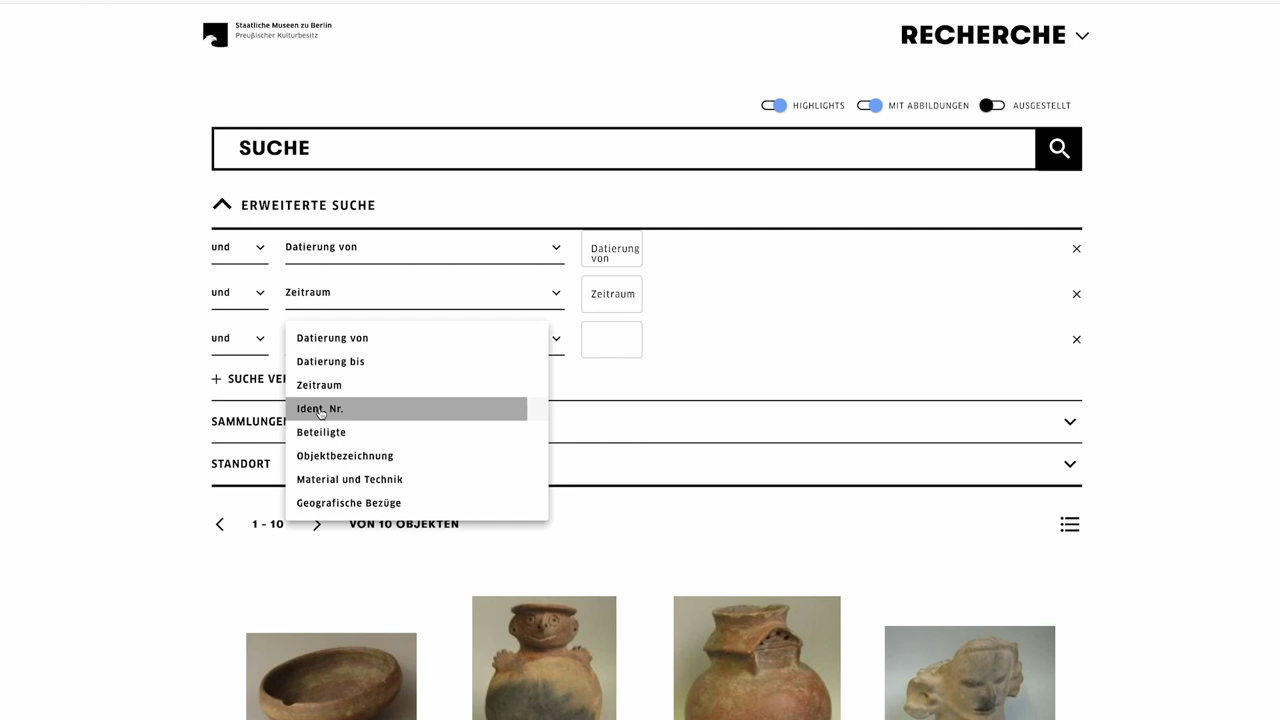 Staatliche Museen zu Berlin
Preußischer Kulturbesitz
RECHERCHE
HIGHLIGHTS MIT ABBILDUNGEN AUSGESTELLT
SUCHE
ERWEITERTE SUCHE
und Datierung von Datierung von
und Zeitraum Zeitraum
und
Datierung von
Datierung bis
Zeitraum
Ident. Nr.
Beteiligte
Objektbezeichnung
Material und Technik
Geografische Bezüge
+ SUCHE
STANDORT
1 - 10 VON 10 OBJEKTEN